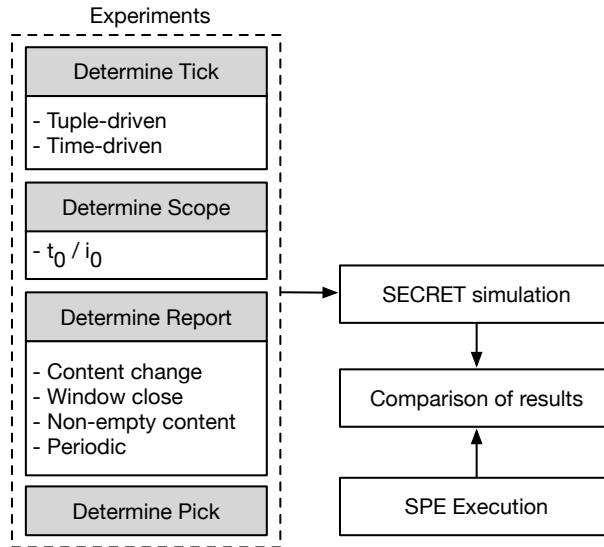 Experiments
Determine Tick
- Tuple-driven
- Time-driven
Determine Scope
- t0 / i0
Determine Report
- Content change
- Window close
- Non-empty content
- Periodic
Determine Pick
SECRET simulation
Comparison of results
SPE Execution